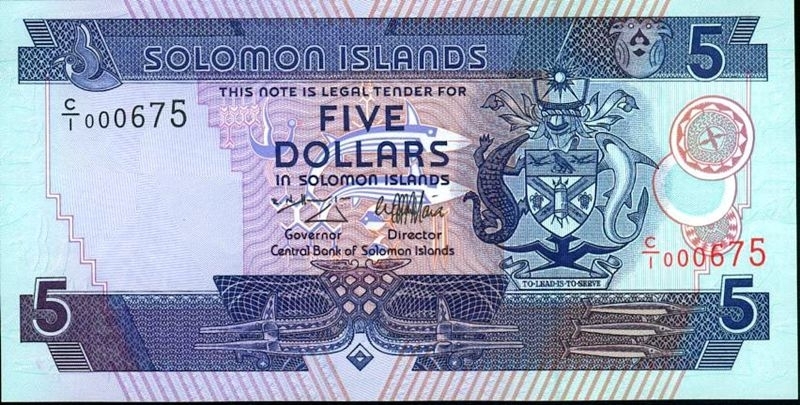 SOLOMON ISLANDS
5
THIS NOTE IS LEGAL TENDER FOR
C/1 000675
FIVE
DOLLARS
IN SOLOMON ISLANDS
Governor Director
Central Bank of Solomon Islands
C/1 000675
TO-LEAD-IS-TO-SERVE
5
5